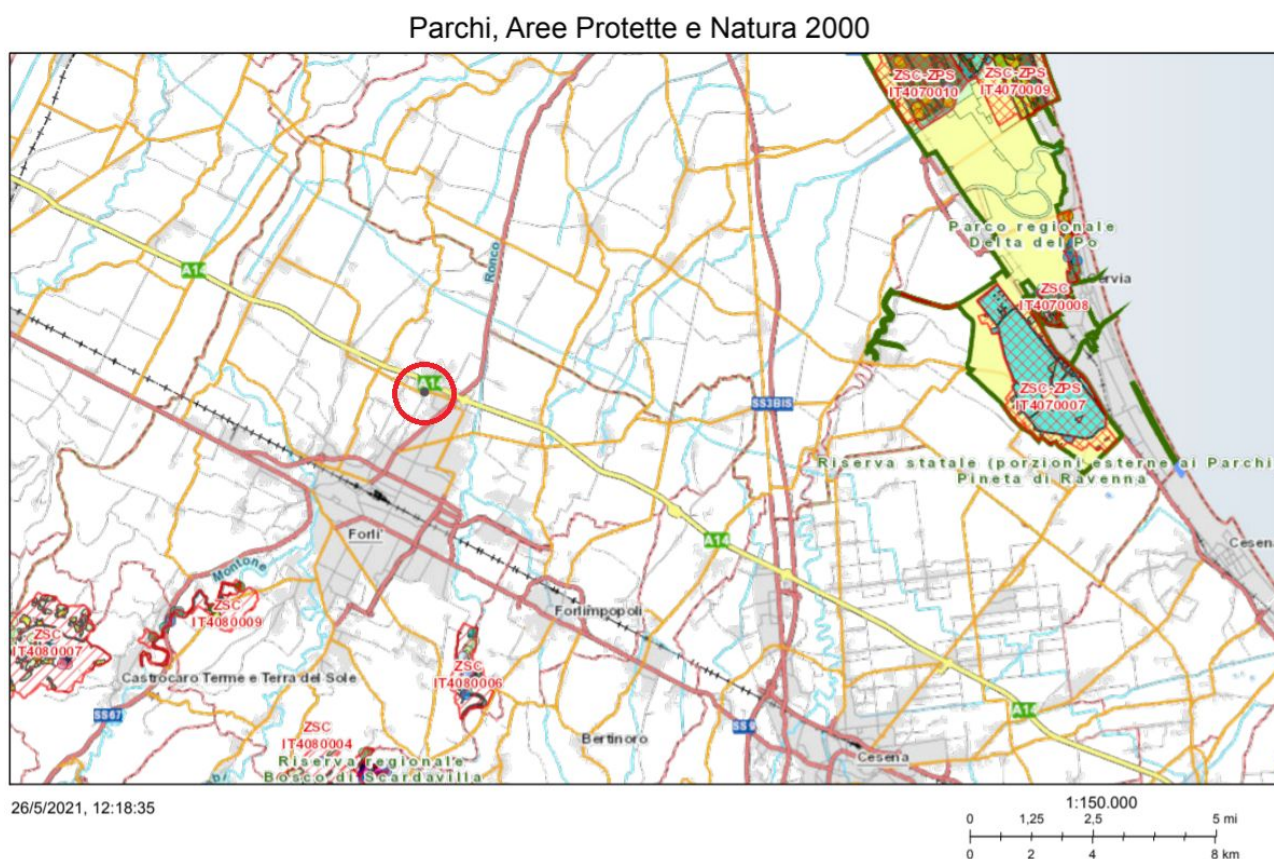 Parchi, Aree Protette e Natura 2000
ZSC-ZPS
IT4070010
ZSC-ZPS
IT4070009
Parco regionale
Delta del Po
Ronco
A14
Cervia
ZSC
IT4070008
A14
SS3BIS
ZSC-ZPS
IT4070007
Riserva statale (porzioni esterne ai Parchi
Pineta di Ravenna
Forli'
A14
Cesena
Montone
ZSC
IT4080009
Forlimpopoli
ZSC
IT4080007
ZSC
IT4080006
Castrocaro Terme e Terra del Sole
SS67
A14
SS9
ZSC
IT4080004
Bertinoro
Riserva regionale
Bosco di Scardavilla
Cesena
26/5/2021, 12:18:35
1:150.000
0 1,25 2,5 5 mi
0 2 4 8 km